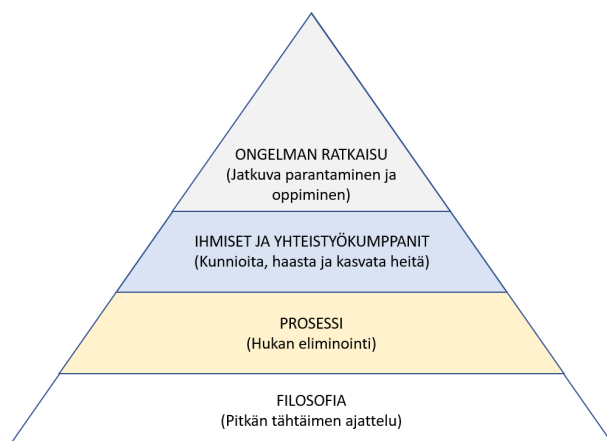 ONGELMAN RATKAISU
(Jatkuva parantaminen ja
oppiminen)
IHMISET JA YHTEISTYÖKUMPPANIT
(Kunnioita, haasta ja kasvata heitä)
PROSESSI
(Hukan eliminointi)
FILOSOFIA
(Pitkän tähtäimen ajattelu)